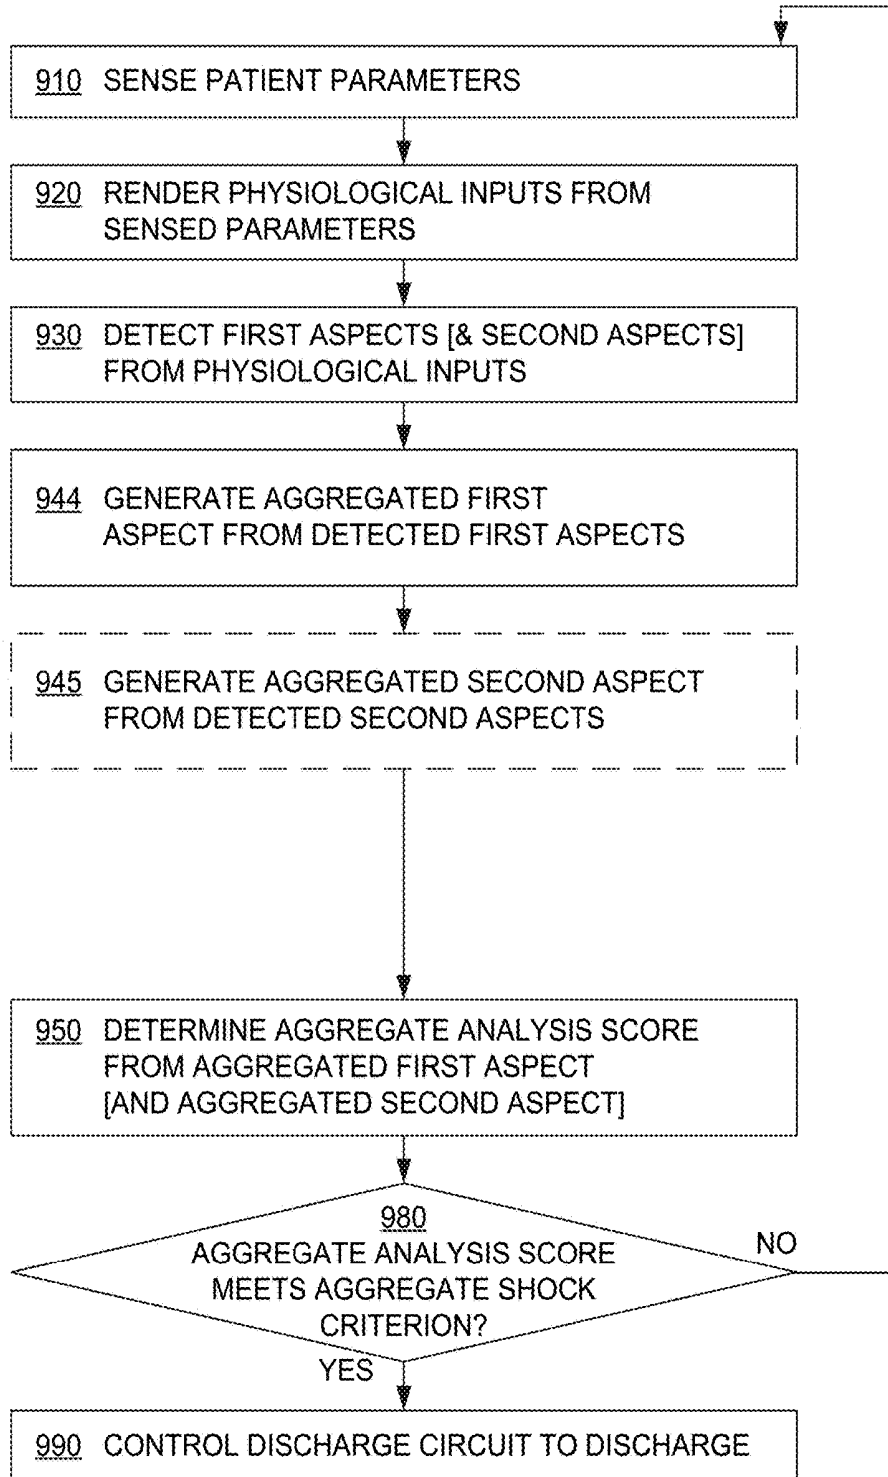 910 SENSE PATIENT PARAMETERS
920 RENDER PHYSIOLOGICAL INPUTS FROM
SENSED PARAMETERS
930 DETECT FIRST ASPECTS [& SECOND ASPECTS]
FROM PHYSIOLOGICAL INPUTS
944 GENERATE AGGREGATED FIRST
ASPECT FROM DETECTED FIRST ASPECTS
945 GENERATE AGGREGATED SECOND ASPECT
FROM DETECTED SECOND ASPECTS
950 DETERMINE AGGREGATE ANALYSIS SCORE
FROM AGGREGATED FIRST ASPECT
[AND AGGREGATED SECOND ASPECT]
980
AGGREGATE ANALYSIS SCORE
MEETS AGGREGATE SHOCK
CRITERION?
NO
YES
990 CONTROL DISCHARGE CIRCUIT TO DISCHARGE